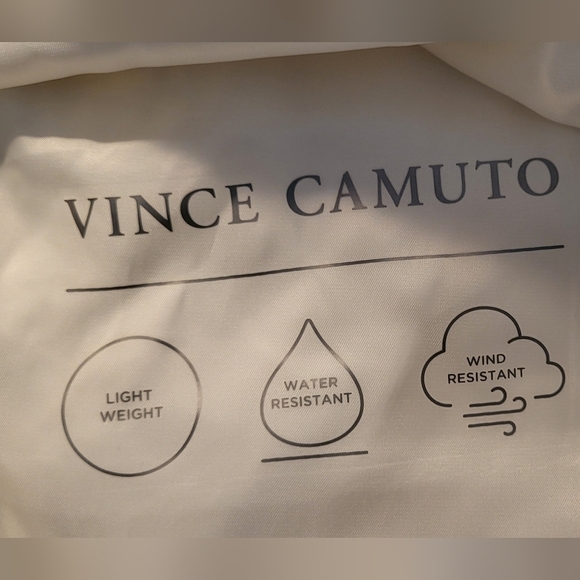 VINCE CAMUTO
LIGHT
WEIGHT
WATER
RESISTANT
WIND
RESISTANT